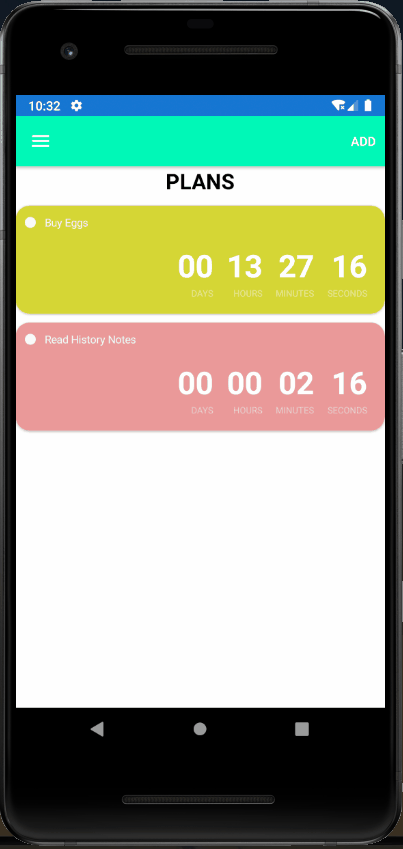 10:32
ADD
PLANS
Buy Eggs
00 13 27 16
DAYS HOURS MINUTES SECONDS
Read History Notes
00 00 02 16
DAYS HOURS MINUTES SECONDS